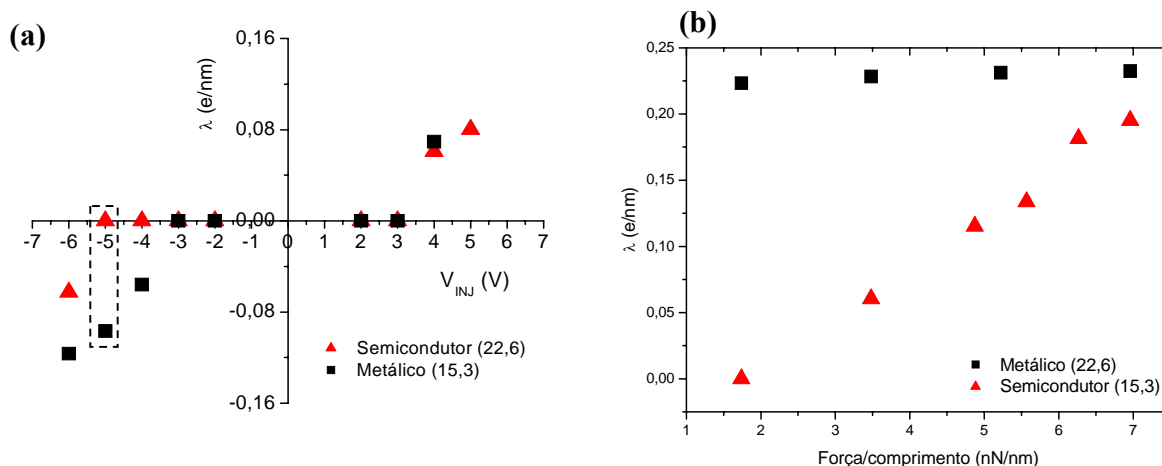 (a)
λ (e/nm)
0,16
0,08
0,00
-0,08
-0,16
-7 -6 -5 -4 -3 -2 -1 0 1 2 3 4 5 6 7
V_INJ (V)
Semicondutor (22,6)
Metálico (15,3)
(b)
λ (e/nm)
0,25
0,20
0,15
0,10
0,05
0,00
1 2 3 4 5 6 7
Metálico (22,6)
Semicondutor (15,3)
Força/comprimento (nN/nm)